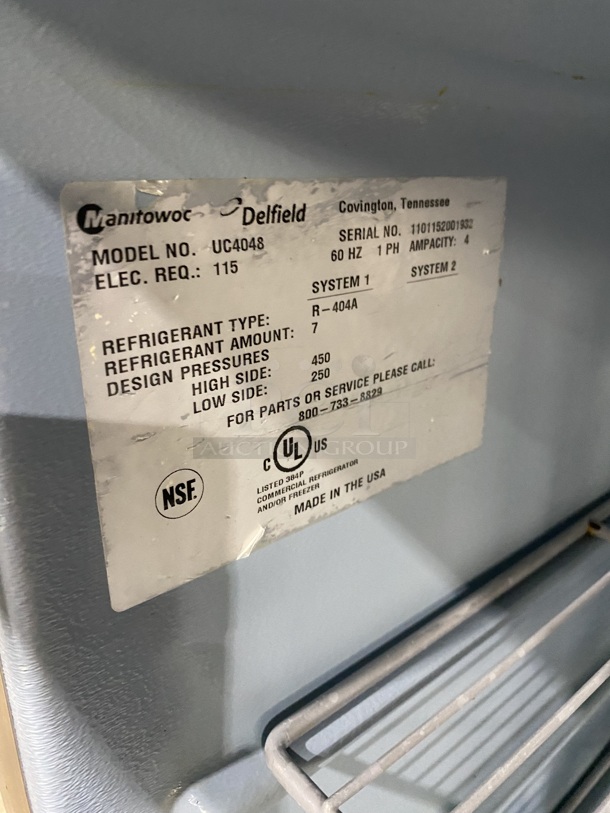 Manitowoc Delfield Covington, Tennessee
MODEL NO. UC4048 SERIAL NO. 1101152001932
ELEC. REQ.: 115 60 HZ 1 PH AMPACITY: 4
SYSTEM 1 SYSTEM 2
REFRIGERANT TYPE: R-404A
REFRIGERANT AMOUNT: 7
DESIGN PRESSURES
HIGH SIDE: 450
LOW SIDE: 250
FOR PARTS OR SERVICE PLEASE CALL:
800-733-8829
AUCTION GROUP
C UL US
NSF.
LISTED 384P
COMMERCIAL REFRIGERATOR
AND/OR FREEZER
MADE IN THE USA